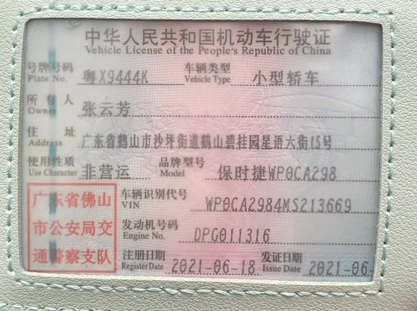 中华人民共和国机动车行驶证
Vehicle License of the People's Republic of China
号牌号码 Plate No. 粤X9444K 车辆类型 Vehicle Type 小型轿车
所有人 Owner 张云芳
住址 Address 广东省鹤山市沙坪街道鹤山碧桂园星语六街15号
使用性质 Use Character 非营运 品牌型号 Model 保时捷WP0CA298
广东省佛山市公安局交通警察支队
车辆识别代号 VIN WP0CA2984MS213669
发动机号码 Engine No. DPG011316
注册日期 Register Date 2021-06-18 发证日期 Issue Date 2021-06-